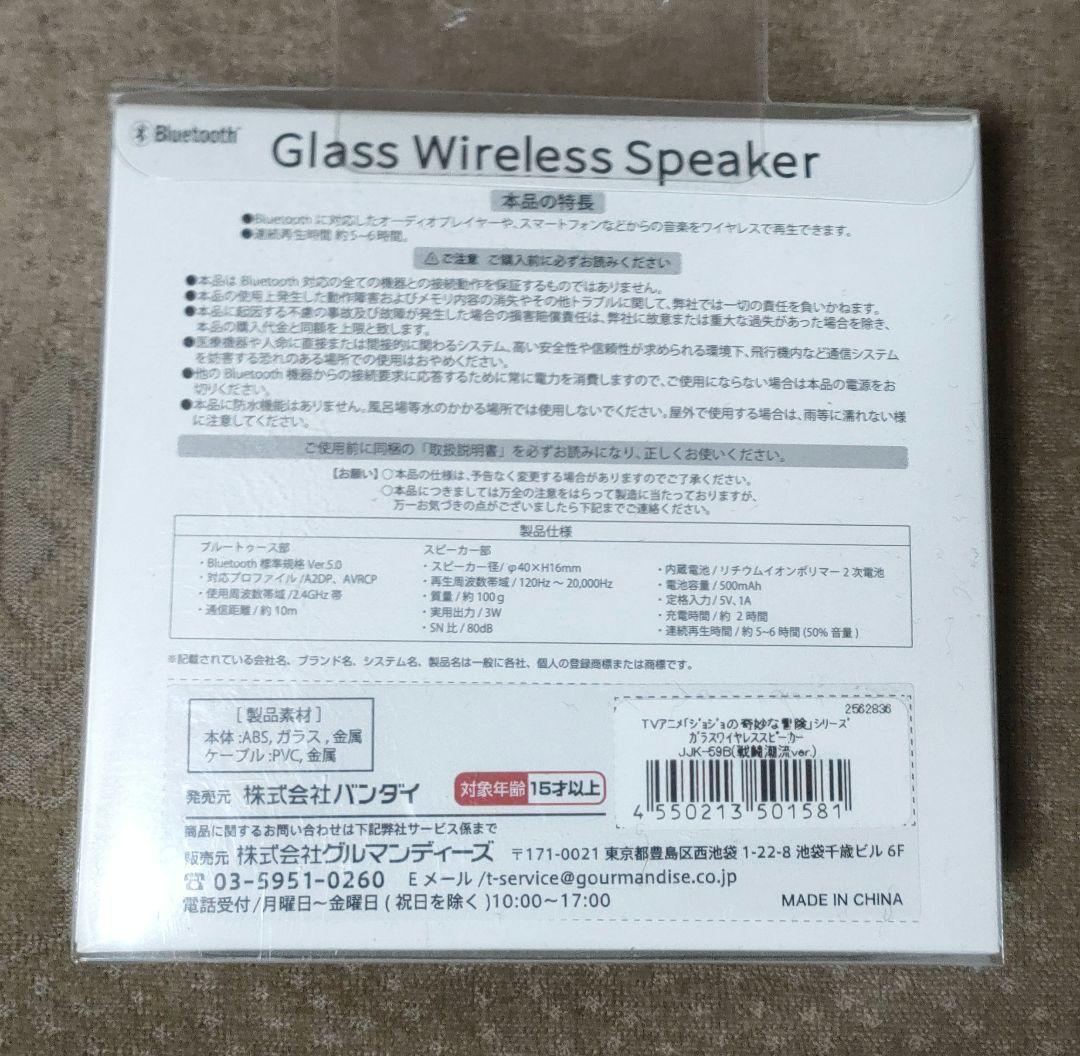 Bluetooth
Glass Wireless Speaker
本品の特長
●Bluetooth に対応したオーディオプレイヤーや、スマートフォンなどからの音楽をワイヤレスで再生できます。
●連続再生時間 約5~6時間。
⚠ご注意 ご購入前に必ずお読みください
●本品は Bluetooth 対応の全ての機器との接続動作を保証するものではありません。
●本品の使用上発生した動作障害およびメモリ内容の消失やその他トラブルに関して、弊社では一切の責任を負いかねます。
●本品に起因する不慮の事故及び故障が発生した場合の損害賠償責任は、弊社に故意または重大な過失があった場合を除き、
本品の購入代金と同額を上限と致します。
●医療機器や人命に直接または間接的に関わるシステム、高い安全性や信頼性が求められる環境下、飛行機内など通信システム
を妨害する恐れのある場所での使用はおやめください。
●他の Bluetooth 機器からの接続要求に応答するために常に電力を消費しますので、ご使用にならない場合は本品の電源をお
切りください。
●本品に防水機能はありません。風呂場等水のかかる場所では使用しないでください。屋外で使用する場合は、雨等に濡れない様
に注意してください。
ご使用前に同梱の「取扱説明書」を必ずお読みになり、正しくお使いください。
【お願い】○本品の仕様は、予告なく変更する場合がありますのでご了承ください。
○本品につきましては万全の注意をはらって製造に当たっておりますが、
万一お気づきの点がございましたら下記までご連絡ください。
製品仕様
ブルートゥース部
・Bluetooth 標準規格 Ver.5.0
・対応プロファイル/A2DP、AVRCP
・使用周波数帯域/2.4GHz 帯
・通信距離/約10m
スピーカー部
・スピーカー径/φ40×H16mm
・再生周波数帯域/120Hz~20,000Hz
・質量/約100g
・実用出力/3W
・SN比/80dB
・内蔵電池/リチウムイオンポリマー2次電池
・電池容量/500mAh
・定格入力/5V、1A
・充電時間/約 2時間
・連続再生時間/約5~6時間(50%音量)
※記載されている会社名、ブランド名、システム名、製品名は一般に各社、個人の登録商標または商標です。
[製品素材]
本体:ABS,ガラス,金属
ケーブル:PVC,金属
2562836
TVアニメ「ジョジョの奇妙な冒険」シリーズ
ガラスワイヤレススピーカー
JJK-59B(戦闘潮流ver.)
4 550213 501581
発売元 株式会社バンダイ
対象年齢 15才以上
商品に関するお問い合わせは下記弊社サービス係まで
販売元 株式会社グルマンディーズ 〒171-0021 東京都豊島区西池袋1-22-8 池袋千歳ビル6F
☎ 03-5951-0260 Eメール/t-service@gourmandise.co.jp
電話受付/月曜日~金曜日(祝日を除く)10:00~17:00
MADE IN CHINA